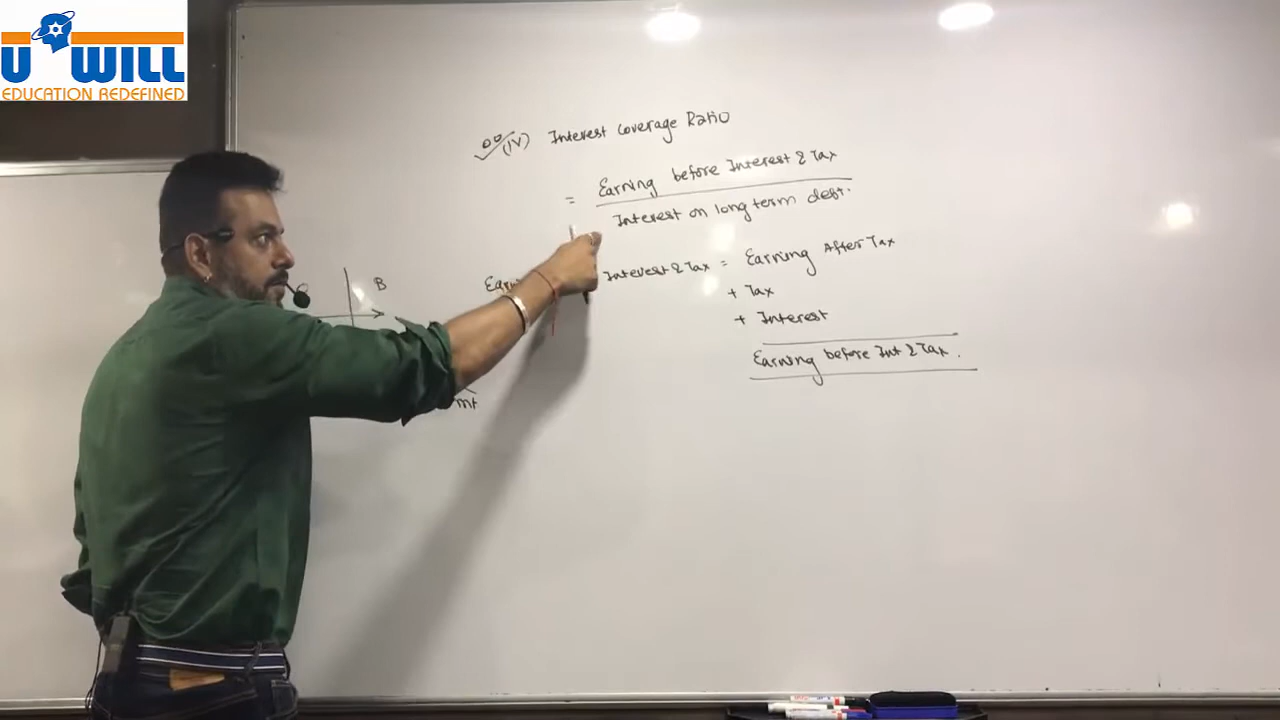 U WILL
EDUCATION REDEFINED
(IV) Interest Coverage Ratio
= Earning before Interest & Tax
Interest on long term debt.
Interest & Tax = Earning After Tax
+ Tax
+ Interest
Earning before Int & Tax.
B